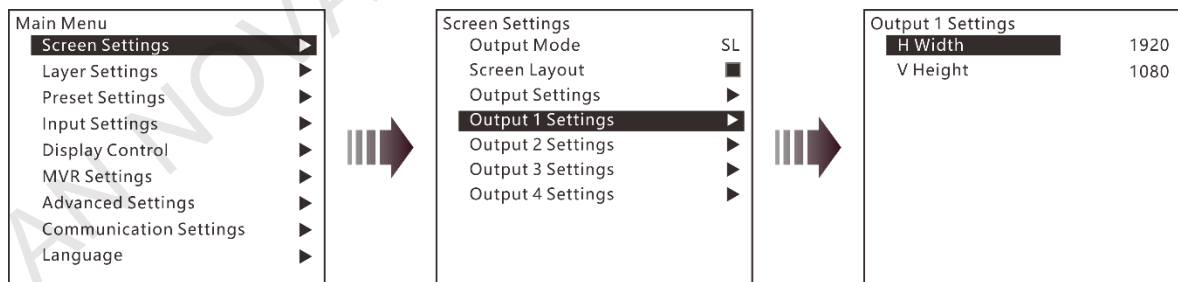 Main Menu
Screen Settings
Layer Settings
Preset Settings
Input Settings
Display Control
MVR Settings
Advanced Settings
Communication Settings
Language
Screen Settings
Output Mode SL
Screen Layout
Output Settings
Output 1 Settings
Output 2 Settings
Output 3 Settings
Output 4 Settings
Output 1 Settings
H Width 1920
V Height 1080